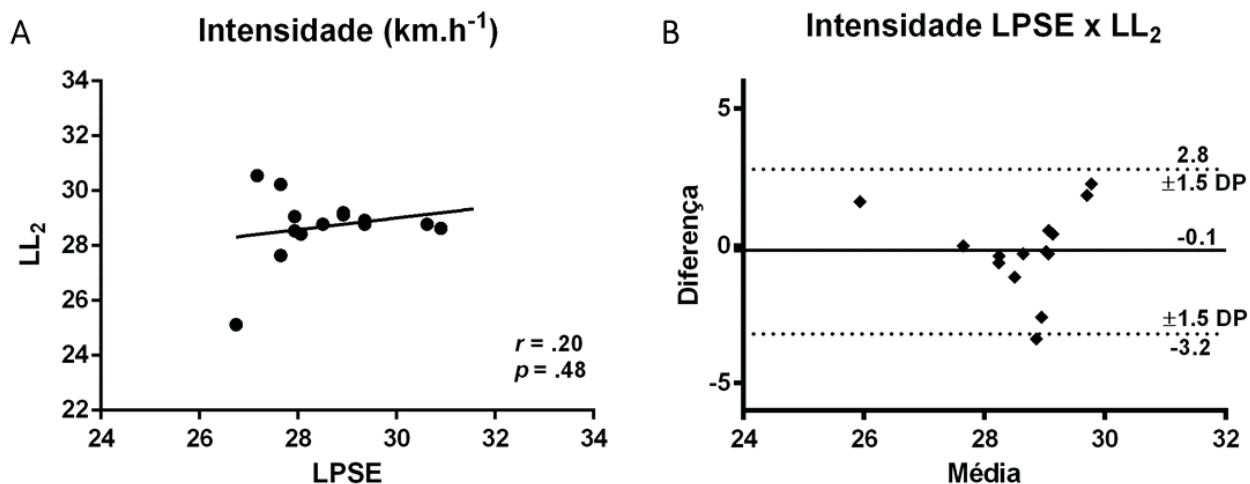 A
Intensidade (km.h⁻¹)
34
32
30
28
26
24
22
LL₂
24
26
28
30
32
34
LPSE
r = .20
p = .48
B
Intensidade LPSE x LL₂
5
0
-5
Diferença
2.8
±1.5 DP
-0.1
±1.5 DP
-3.2
24
26
28
30
32
Média